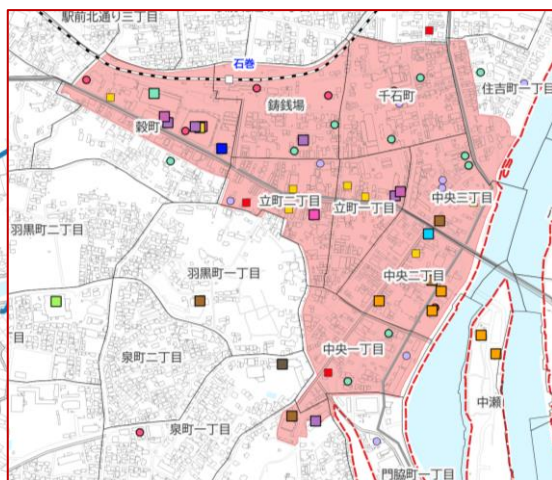 駅前北通り三丁目
石巻
千石町
住吉町一丁目
鋳銭場
穀町
中央三丁目
立町二丁目
立町一丁目
羽黒町二丁目
羽黒町一丁目
中央二丁目
丁目
中央一丁目
泉町二丁目
中瀬
泉町一丁目
門脇町一丁目